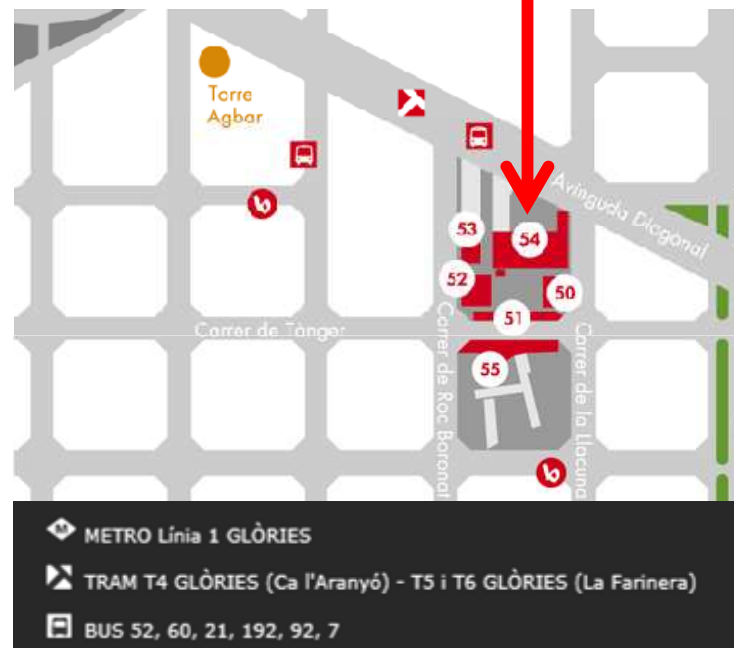 Torre
Agbar
Avinguda Diagonal
53
54
52
50
51
Carrer de Tànger
55
Carrer de Roc Boronat
Carrer de la Llacuna
METRO Línia 1 GLÒRIES
TRAM T4 GLÒRIES (Ca l'Aranyó) - T5 i T6 GLÒRIES (La Farinera)
BUS 52, 60, 21, 192, 92, 7